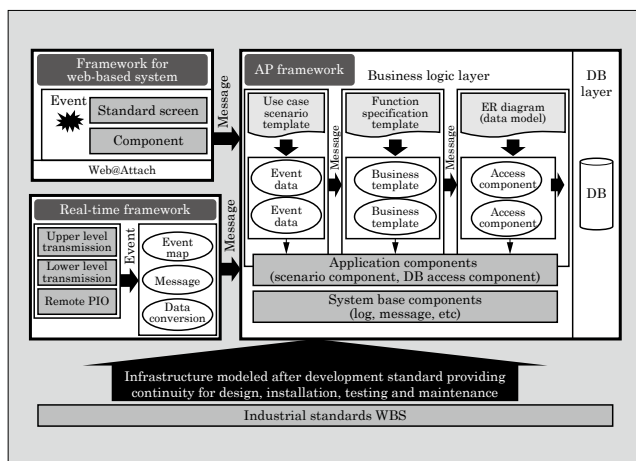 Framework for
web-based system
Event
Standard screen
Component
Web@Attach
Message
Real-time framework
Upper level
transmission
Lower level
transmission
Remote PIO
Event
Event
map
Message
Data
conversion
Message
AP framework
Business logic layer
Use case
scenario
template
Event
data
Event
data
Message
Function
specification
template
Business
template
Business
template
Message
ER diagram
(data model)
Access
component
Access
component
DB
layer
DB
Application components
(scenario component, DB access component)
System base components
(log, message, etc)
Infrastructure modeled after development standard providing
continuity for design, installation, testing and maintenance
Industrial standards WBS